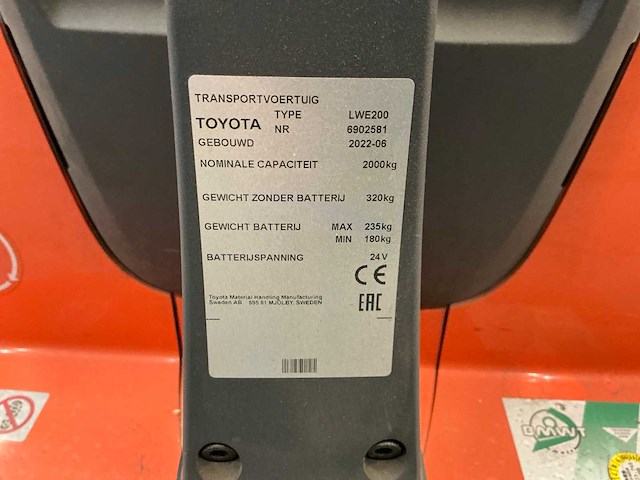 TRANSPORTVOERTUIG
TOYOTA
TYPE LWE200
NR 6902581
GEBOUWD 2022-06
NOMINALE CAPACITEIT 2000kg
GEWICHT ZONDER BATTERIJ 320kg
GEWICHT BATTERIJ MAX 235kg
MIN 180kg
BATTERIJSPANNING 24V
CE
EAC
Toyota Material Handling Manufacturing
Sweden AB 595 81 MJÖLBY, SWEDEN
BMWT